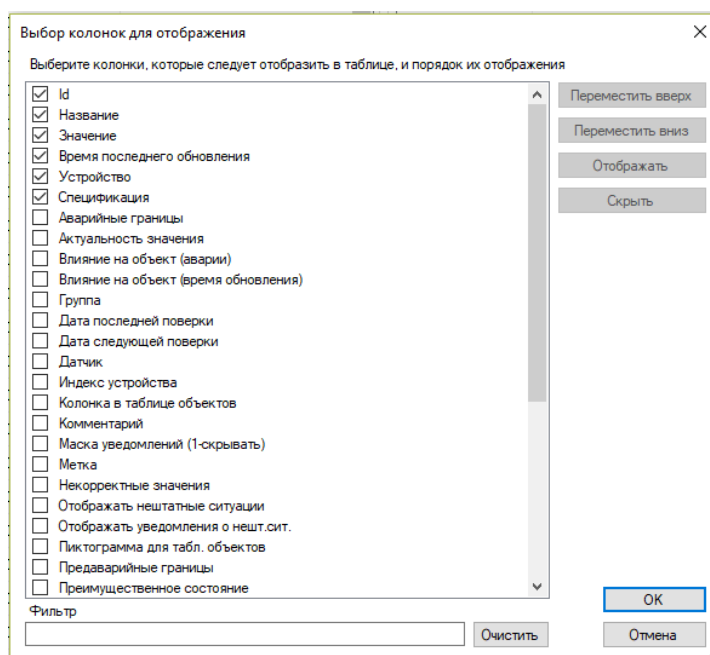 Выбор колонок для отображения
Выберите колонки, которые следует отобразить в таблице, и порядок их отображения
Id
Название
Значение
Время последнего обновления
Устройство
Спецификация
Аварийные границы
Актуальность значения
Влияние на объект (аварии)
Влияние на объект (время обновления)
Группа
Дата последней поверки
Дата следующей поверки
Датчик
Индекс устройства
Колонка в таблице объектов
Комментарий
Маска уведомлений (1-скрывать)
Метка
Некорректные значения
Отображать нештатные ситуации
Отображать уведомления о нешт.сит.
Пиктограмма для табл. объектов
Предаварийные границы
Преимущественное состояние
Переместить вверх
Переместить вниз
Отображать
Скрыть
Фильтр
Очистить
OK
Отмена